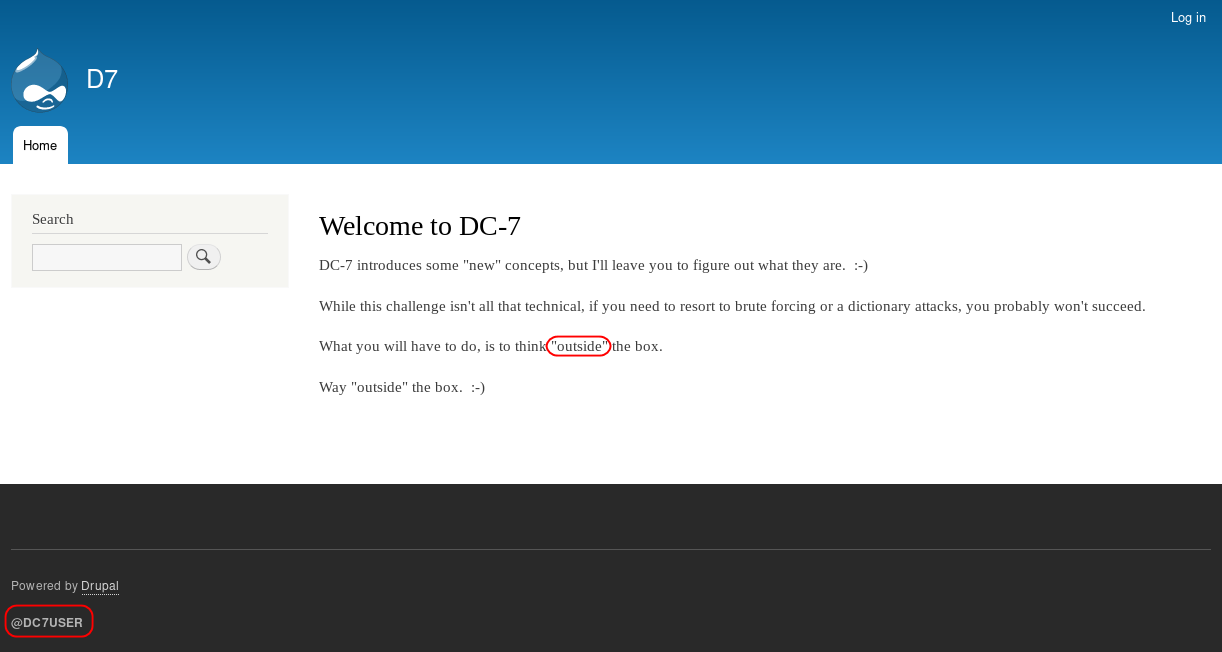 Log in
D7
Home
Search
Welcome to DC-7
DC-7 introduces some "new" concepts, but I'll leave you to figure out what they are.  :-)
While this challenge isn't all that technical, if you need to resort to brute forcing or a dictionary attacks, you probably won't succeed.
What you will have to do, is to think "outside" the box.
Way "outside" the box.  :-)
Powered by Drupal
@DC7USER